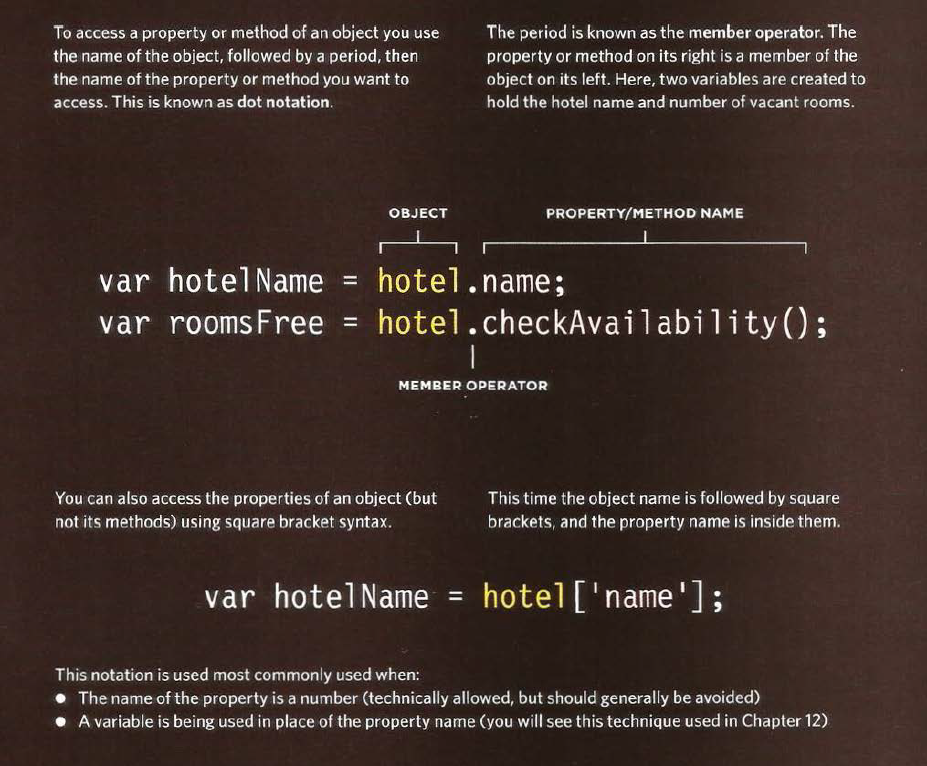 To access a property or method of an object you use
the name of the object, followed by a period, then
the name of the property or method you want to
access. This is known as dot notation.
The period is known as the member operator. The
property or method on its right is a member of the
object on its left. Here, two variables are created to
hold the hotel name and number of vacant rooms.
OBJECT
PROPERTY/METHOD NAME
var hotelName = hotel.name;
var roomsFree = hotel.checkAvailability();
MEMBER OPERATOR
You can also access the properties of an object (but
not its methods) using square bracket syntax.
This time the object name is followed by square
brackets, and the property name is inside them.
var hotelName = hotel['name'];
This notation is used most commonly used when:
● The name of the property is a number (technically allowed, but should generally be avoided)
● A variable is being used in place of the property name (you will see this technique used in Chapter 12)